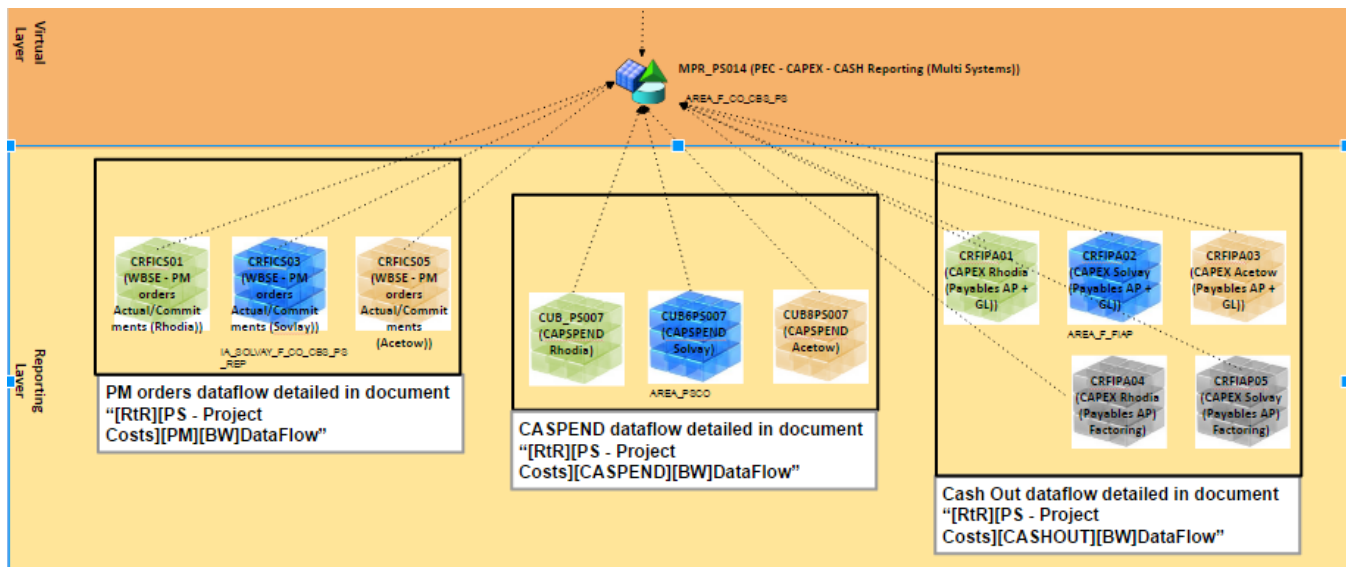 Virtual
Layer
MPR_PS014 (PEC - CAPEX - CASH Reporting (Multi Systems))
AREA_F_CO_CBS_PS
Reporting
Layer
CRFICS01
(WBSE - PM
orders
Actual/Commit
ments (Rhodia))
CRFICS03
(WBSE - PM
orders
Actual/Commit
ments (Sovlay))
CRFICS05
(WBSE - PM
orders
Actual/Commit
ments
(Acetow))
IA_SOLVAY_F_CO_CBS_PS
_REP
PM orders dataflow detailed in document
“[RtR][PS - Project
Costs][PM][BW]DataFlow”
CUB_PS007
(CAPSPEND
Rhodia)
CUB6PS007
(CAPSPEND
Solvay)
CUB8PS007
(CAPSPEND
Acetow)
AREA_PSCO
CASPEND dataflow detailed in document
“[RtR][PS - Project
Costs][CASPEND][BW]DataFlow”
CRFIPA01
(CAPEX Rhodia
(Payables AP +
GL))
CRFIPA02
(CAPEX Solvay
(Payables AP +
GL))
CRFIPA03
(CAPEX Acetow
(Payables AP +
GL))
AREA_F_FIAP
CRFIPA04
(CAPEX Rhodia
(Payables AP)
Factoring)
CRFIAP05
(CAPEX Solvay
(Payables AP)
Factoring)
Cash Out dataflow detailed in document
“[RtR][PS - Project
Costs][CASHOUT][BW]DataFlow”